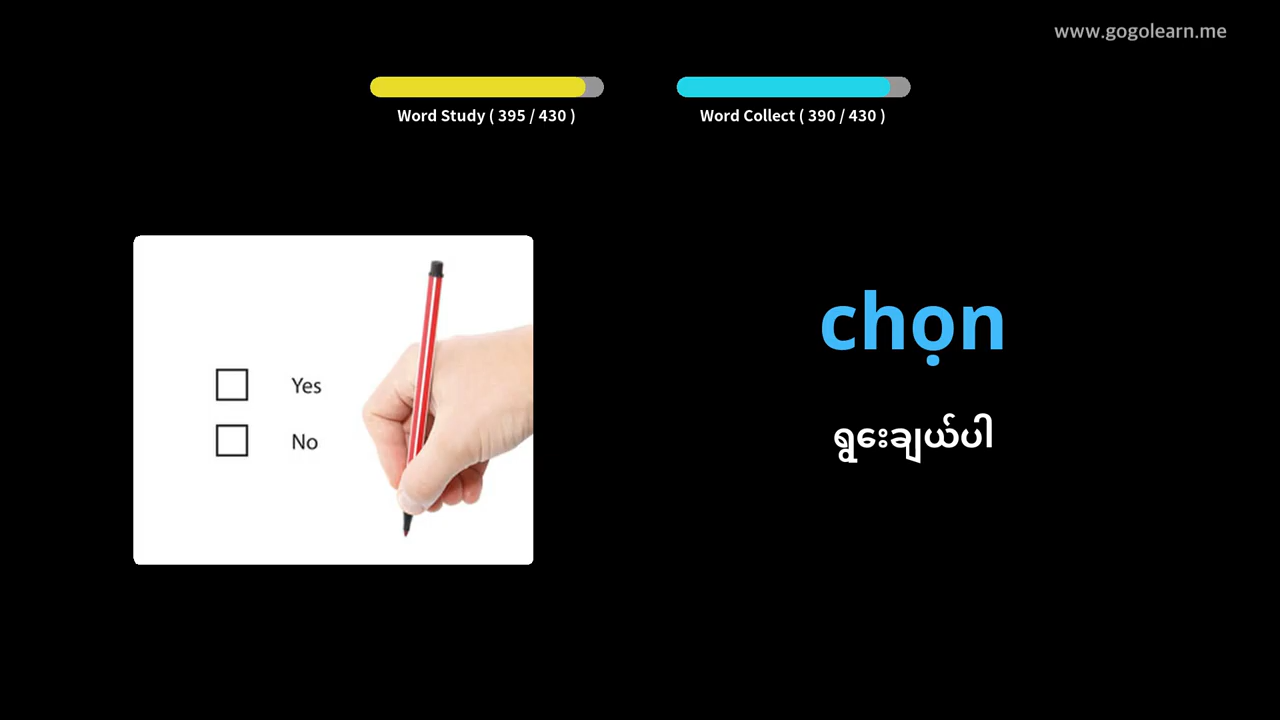 www.gogolearn.me
Word Study ( 395 / 430 )
Word Collect ( 390 / 430 )
Yes
No
chọn
ရွေးချယ်ပါ